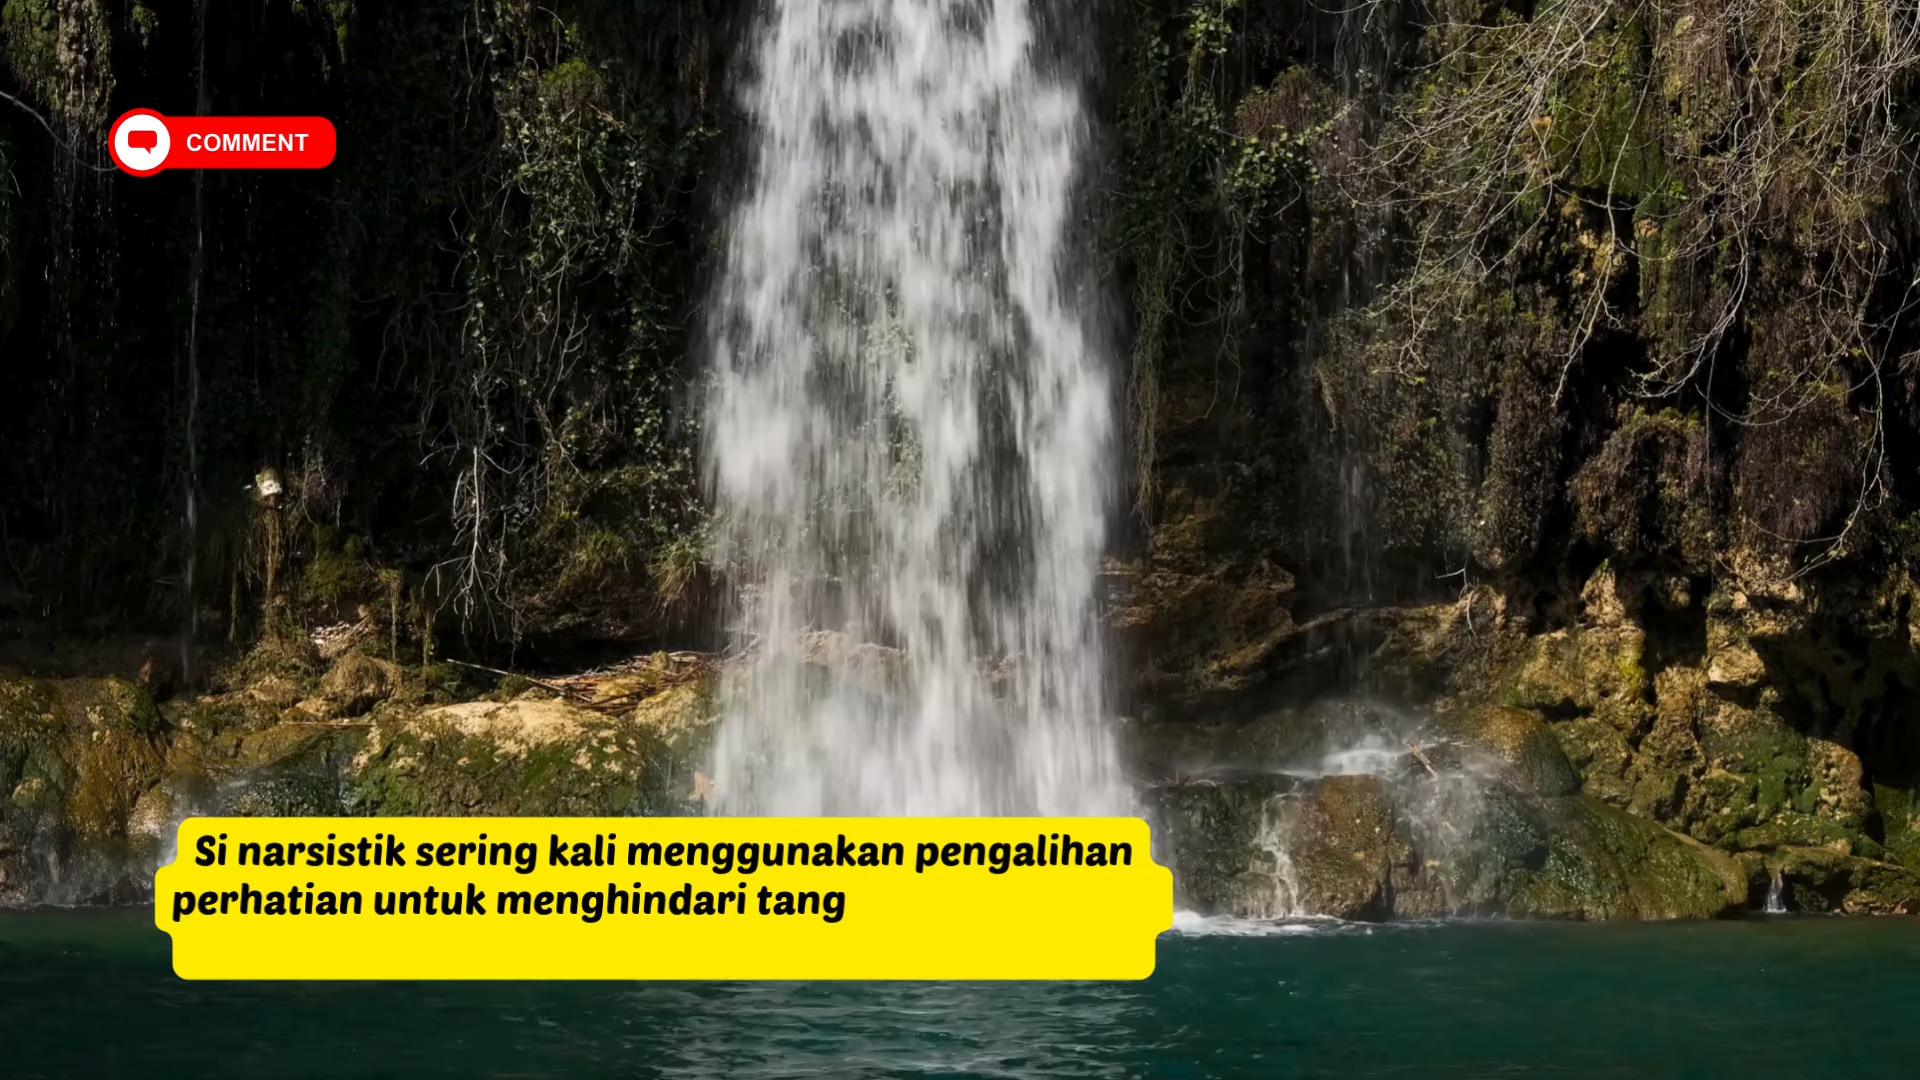 COMMENT
Si narsistik sering kali menggunakan pengalihan
perhatian untuk menghindari tang